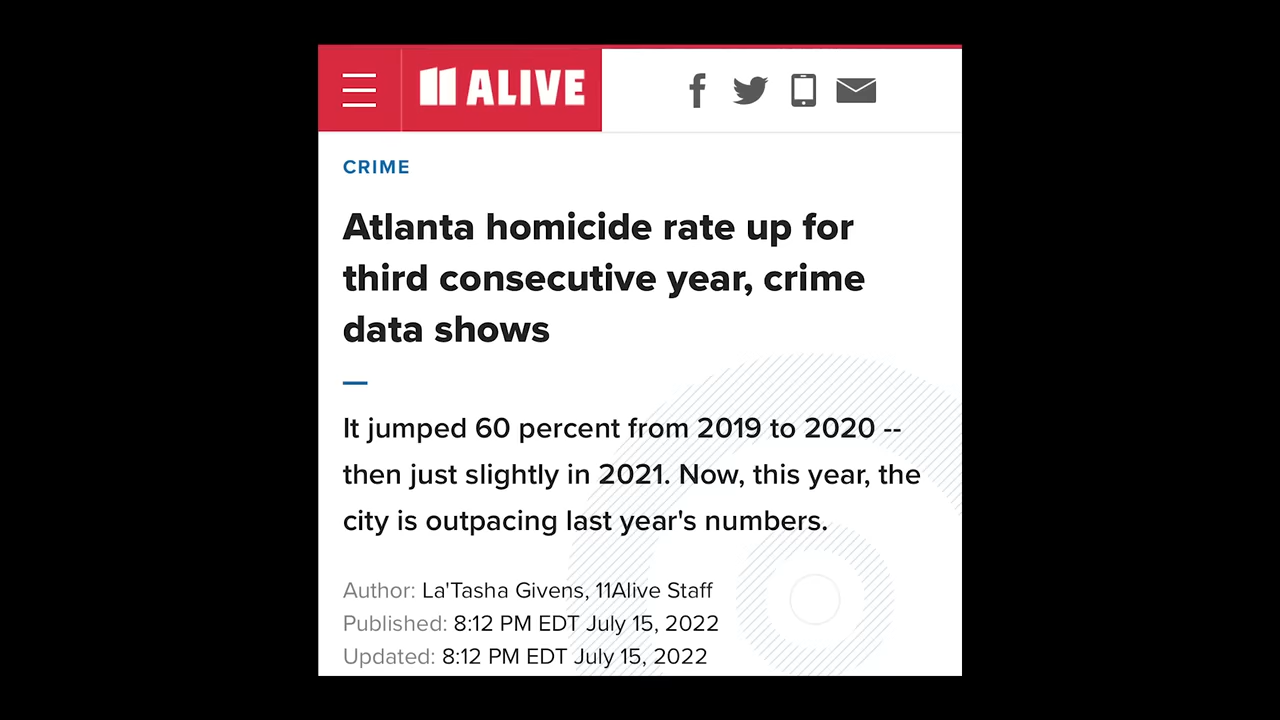 11 ALIVE
CRIME
Atlanta homicide rate up for
third consecutive year, crime
data shows
It jumped 60 percent from 2019 to 2020 --
then just slightly in 2021. Now, this year, the
city is outpacing last year's numbers.
Author: La'Tasha Givens, 11Alive Staff
Published: 8:12 PM EDT July 15, 2022
Updated: 8:12 PM EDT July 15, 2022